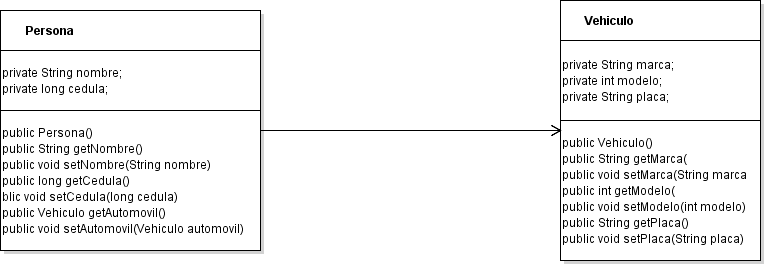 Persona
private String nombre;
private long cedula;
public Persona()
public String getNombre()
public void setNombre(String nombre)
public long getCedula()
blic void setCedula(long cedula)
public Vehiculo getAutomovil()
public void setAutomovil(Vehiculo automovil)
Vehiculo
private String marca;
private int modelo;
private String placa;
public Vehiculo()
public String getMarca(
public void setMarca(String marca
public int getModelo(
public void setModelo(int modelo)
public String getPlaca()
public void setPlaca(String placa)